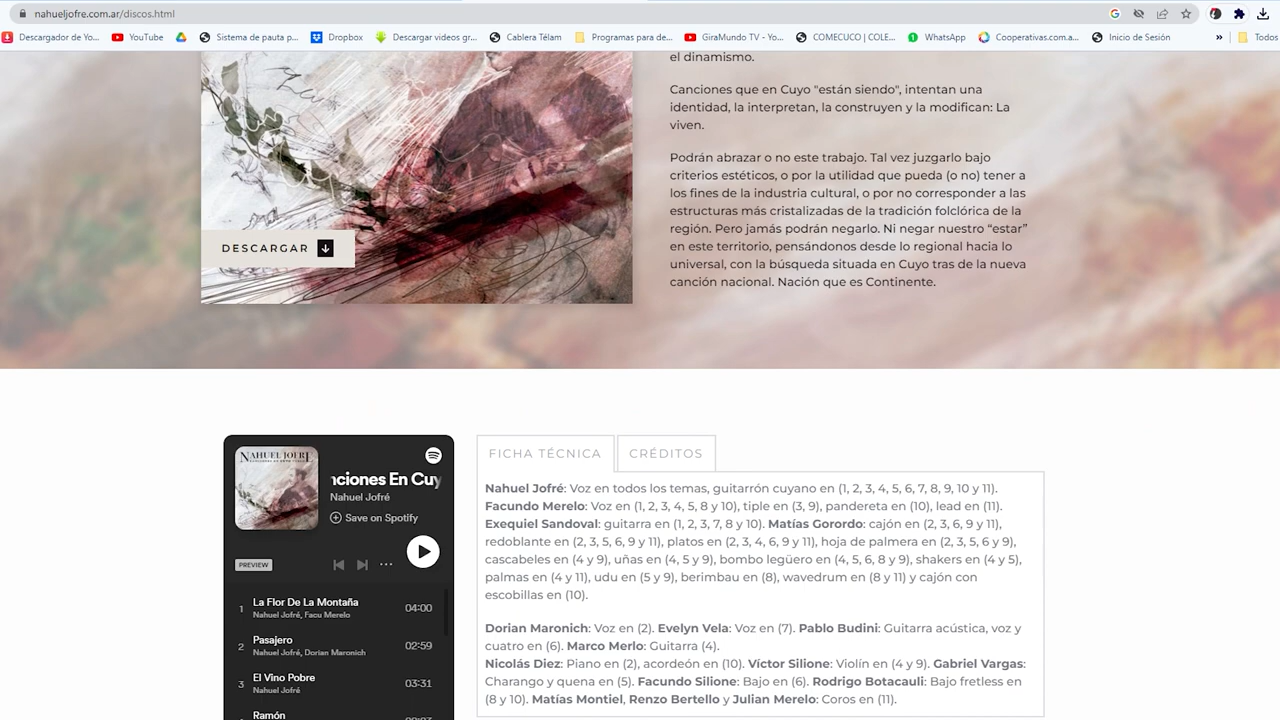 nahueljofre.com.ar/discos.html
Descargador de Yo... YouTube Sistema de pauta p... Dropbox Descargar videos gr... Cablera Télam Programas para de... GiraMundo TV - Yo... COMECUCO | COLE... WhatsApp Cooperativas.com.a... Inicio de Sesión » Todos
el dinamismo.
Canciones que en Cuyo "están siendo", intentan una
identidad, la interpretan, la construyen y la modifican: La
viven.
Podrán abrazar o no este trabajo. Tal vez juzgarlo bajo
criterios estéticos, o por la utilidad que pueda (o no) tener a
los fines de la industria cultural, o por no corresponder a las
estructuras más cristalizadas de la tradición folclórica de la
región. Pero jamás podrán negarlo. Ni negar nuestro “estar”
en este territorio, pensándonos desde lo regional hacia lo
universal, con la búsqueda situada en Cuyo tras de la nueva
canción nacional. Nación que es Continente.
DESCARGAR
NAHUEL JOFRÉ
nciones En Cuy
Nahuel Jofré
Save on Spotify
PREVIEW
1 La Flor De La Montaña 04:00
Nahuel Jofré, Facu Merelo
2 Pasajero 02:59
Nahuel Jofré, Dorian Maronich
3 El Vino Pobre 03:31
Nahuel Jofré
Ramón
FICHA TÉCNICA CRÉDITOS
Nahuel Jofré: Voz en todos los temas, guitarrón cuyano en (1, 2, 3, 4, 5, 6, 7, 8, 9, 10 y 11).
Facundo Merelo: Voz en (1, 2, 3, 4, 5, 8 y 10), tiple en (3, 9), pandereta en (10), lead en (11).
Exequiel Sandoval: guitarra en (1, 2, 3, 7, 8 y 10). Matías Gorordo: cajón en (2, 3, 6, 9 y 11),
redoblante en (2, 3, 5, 6, 9 y 11), platos en (2, 3, 4, 6, 9 y 11), hoja de palmera en (2, 3, 5, 6 y 9),
cascabeles en (4 y 9), uñas en (4, 5 y 9), bombo legüero en (4, 5, 6, 8 y 9), shakers en (4 y 5),
palmas en (4 y 11), udu en (5 y 9), berimbau en (8), wavedrum en (8 y 11) y cajón con
escobillas en (10).
Dorian Maronich: Voz en (2). Evelyn Vela: Voz en (7). Pablo Budini: Guitarra acústica, voz y
cuatro en (6). Marco Merlo: Guitarra (4).
Nicolás Diez: Piano en (2), acordeón en (10). Víctor Silione: Violín en (4 y 9). Gabriel Vargas:
Charango y quena en (5). Facundo Silione: Bajo en (6). Rodrigo Botacauli: Bajo fretless en
(8 y 10). Matías Montiel, Renzo Bertello y Julian Merelo: Coros en (11).